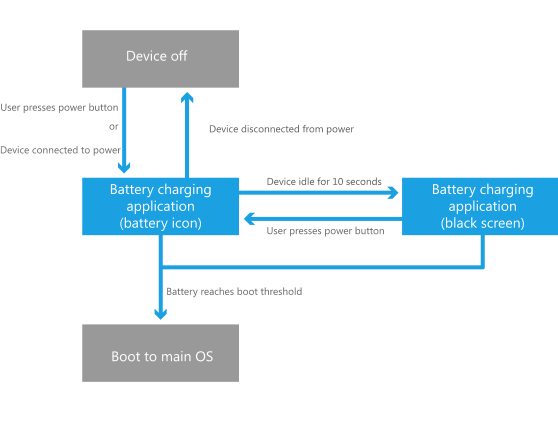 Device off
User presses power button
or
Device connected to power
Device disconnected from power
Battery charging
application
(battery icon)
Device idle for 10 seconds
User presses power button
Battery charging
application
(black screen)
Battery reaches boot threshold
Boot to main OS